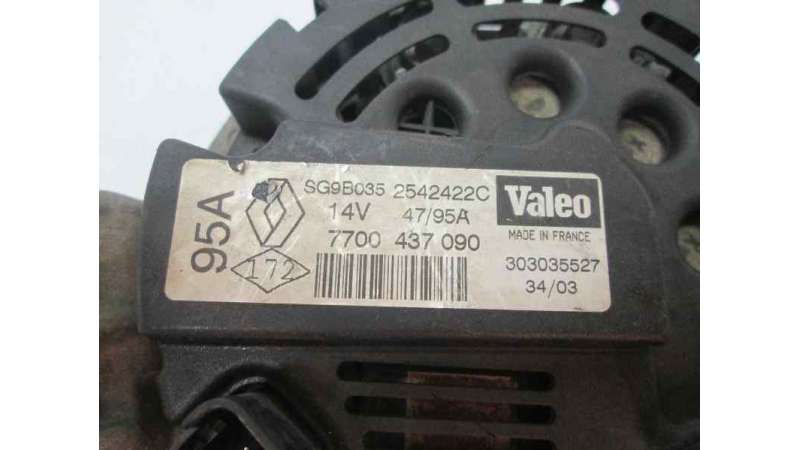 95A
SG9B035 2542422C
14V 47/95A
7700 437 090
172
Valeo
MADE IN FRANCE
303035527
34/03